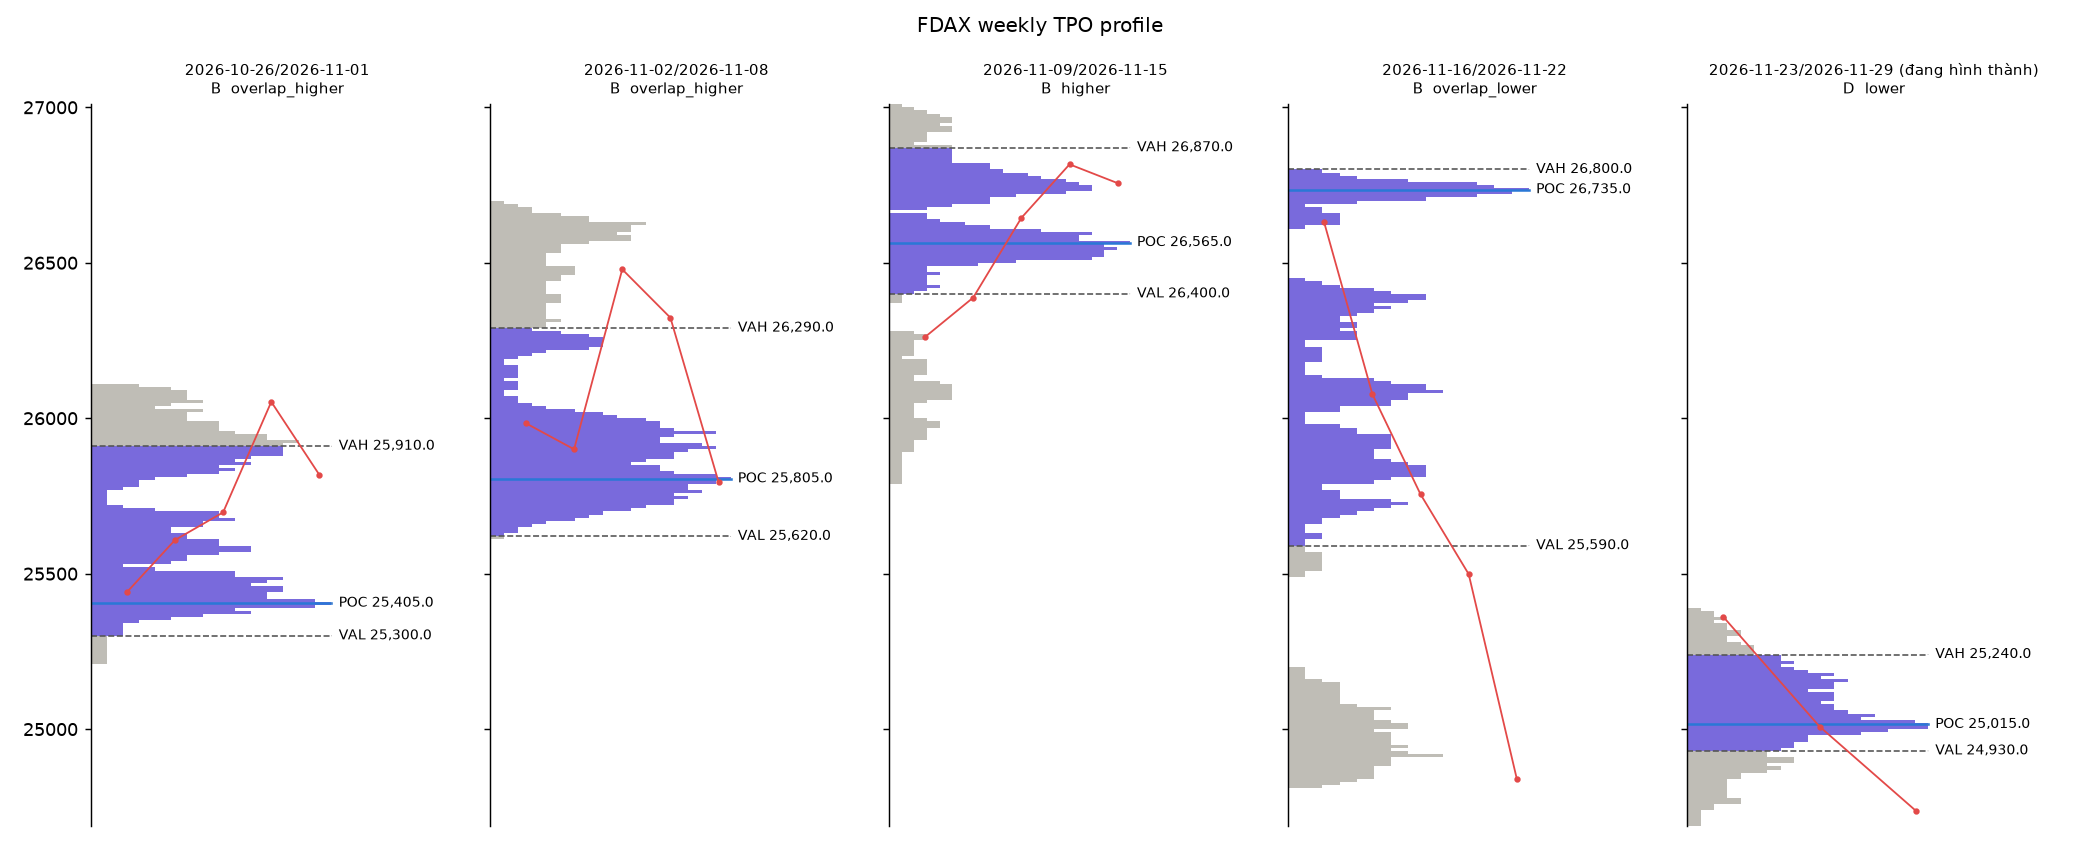 FDAX weekly TPO profile
2026-10-26/2026-11-01
B  overlap_higher
2026-11-02/2026-11-08
B  overlap_higher
2026-11-09/2026-11-15
B  higher
2026-11-16/2026-11-22
B  overlap_lower
2026-11-23/2026-11-29 (đang hình thành)
D  lower
27000
26500
26000
25500
25000
VAH 25,910.0
POC 25,405.0
VAL 25,300.0
VAH 26,290.0
POC 25,805.0
VAL 25,620.0
VAH 26,870.0
POC 26,565.0
VAL 26,400.0
VAH 26,800.0
POC 26,735.0
VAL 25,590.0
VAH 25,240.0
POC 25,015.0
VAL 24,930.0